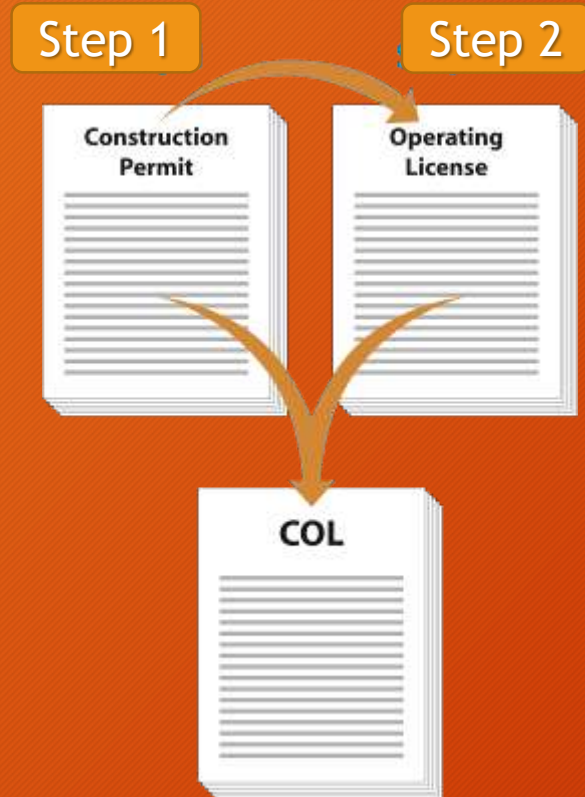 Step 1
Step 2
Construction
Permit
Operating
License
COL